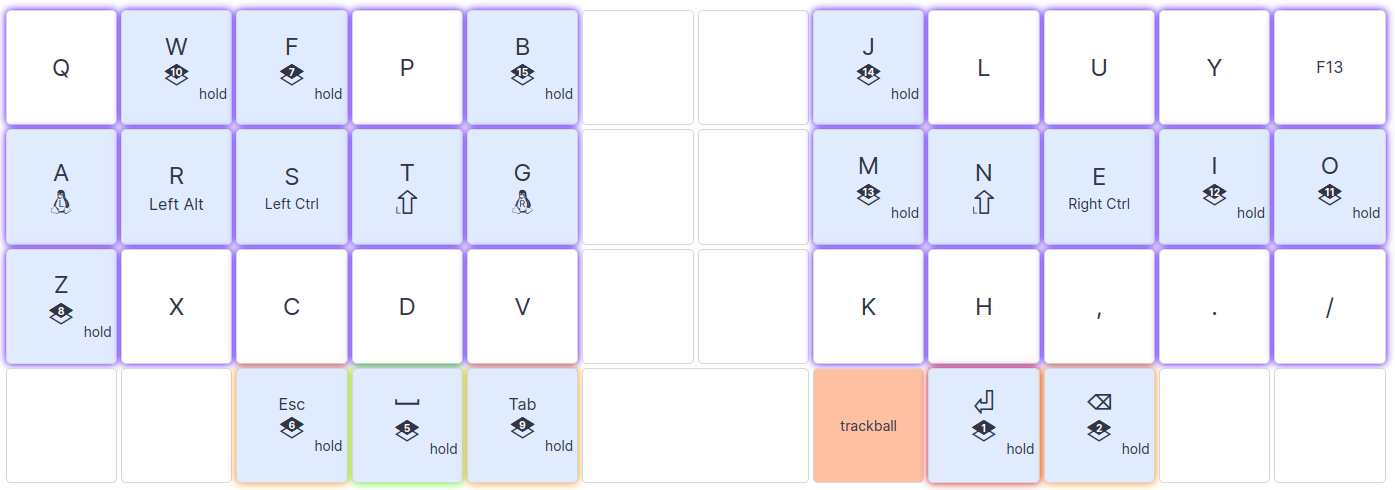 Q W F P B J L U Y F13
10 7 15 14
hold hold hold hold
A R S T G M N E I O
L Left Alt Left Ctrl L R 13 L Right Ctrl 12 11
hold hold hold
Z X C D V K H , . /
8
hold
Esc Tab trackball
6 5 9 1 2
hold hold hold hold hold